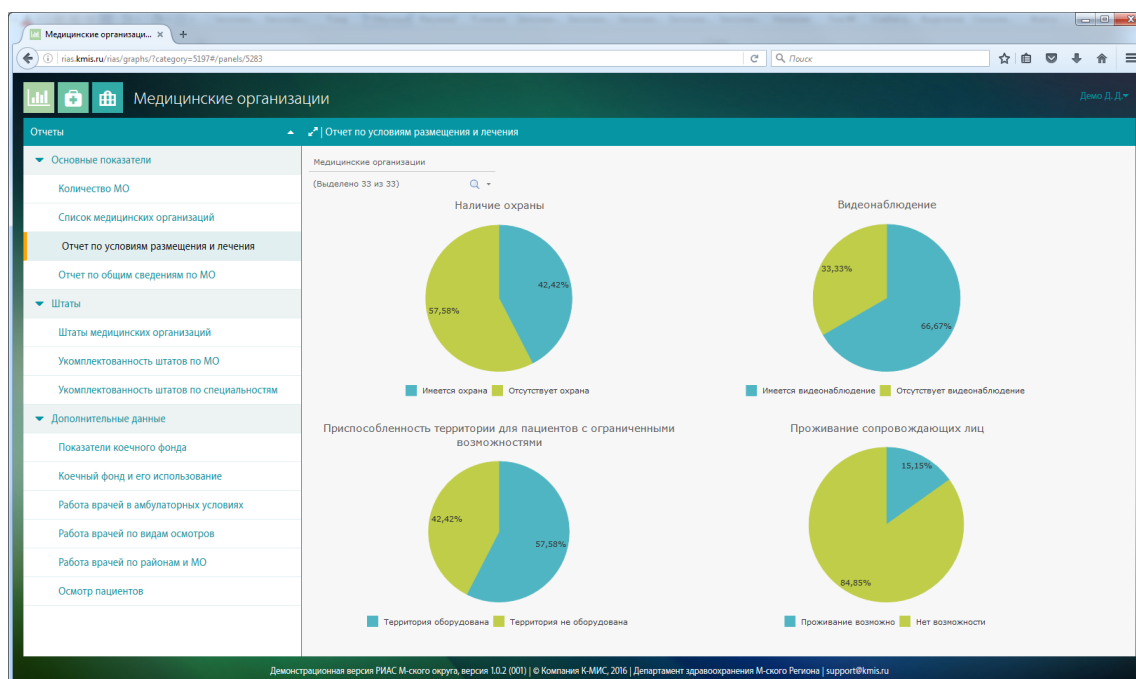 Медицинские организаци...
rias.kmis.ru/rias/graphs/?category=5197#/panels/5283
Поиск
Медицинские организации
Демо Д. Д.
Отчеты
Отчет по условиям размещения и лечения
Основные показатели
Количество МО
Список медицинских организаций
Отчет по условиям размещения и лечения
Отчет по общим сведениям по МО
Штаты
Штаты медицинских организаций
Укомплектованность штатов по МО
Укомплектованность штатов по специальностям
Дополнительные данные
Показатели коечного фонда
Коечный фонд и его использование
Работа врачей в амбулаторных условиях
Работа врачей по видам осмотров
Работа врачей по районам и МО
Осмотр пациентов
Медицинские организации
(Выделено 33 из 33)
Наличие охраны
42,42%
57,58%
Имеется охрана Отсутствует охрана
Видеонаблюдение
33,33%
66,67%
Имеется видеонаблюдение Отсутствует видеонаблюдение
Приспособленность территории для пациентов с ограниченными
возможностями
42,42%
57,58%
Территория оборудована Территория не оборудована
Проживание сопровождающих лиц
15,15%
84,85%
Проживание возможно Нет возможности
Демонстрационная версия РИАС М-ского округа, версия 1.0.2 (001) | © Компания К-МИС, 2016 | Департамент здравоохранения М-ского Региона | support@kmis.ru